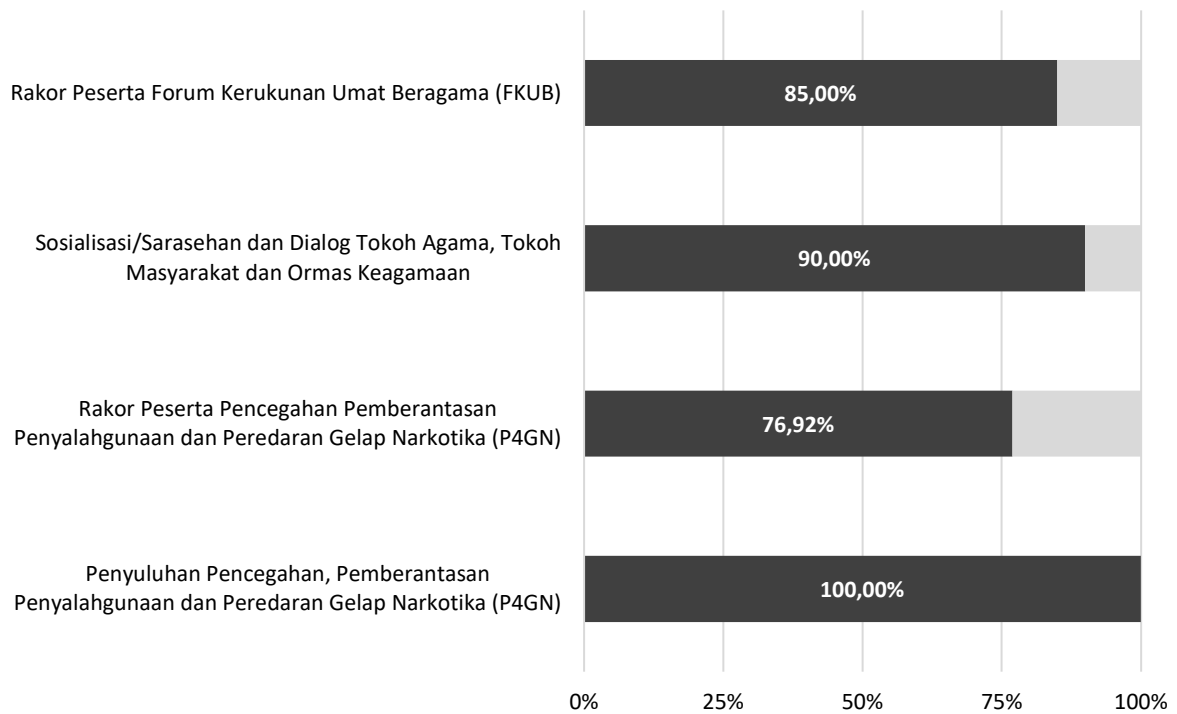 Rakor Peserta Forum Kerukunan Umat Beragama (FKUB)
85,00%
Sosialisasi/Sarasehan dan Dialog Tokoh Agama, Tokoh
Masyarakat dan Ormas Keagamaan
90,00%
Rakor Peserta Pencegahan Pemberantasan
Penyalahgunaan dan Peredaran Gelap Narkotika (P4GN)
76,92%
Penyuluhan Pencegahan, Pemberantasan
Penyalahgunaan dan Peredaran Gelap Narkotika (P4GN)
100,00%
0% 25% 50% 75% 100%